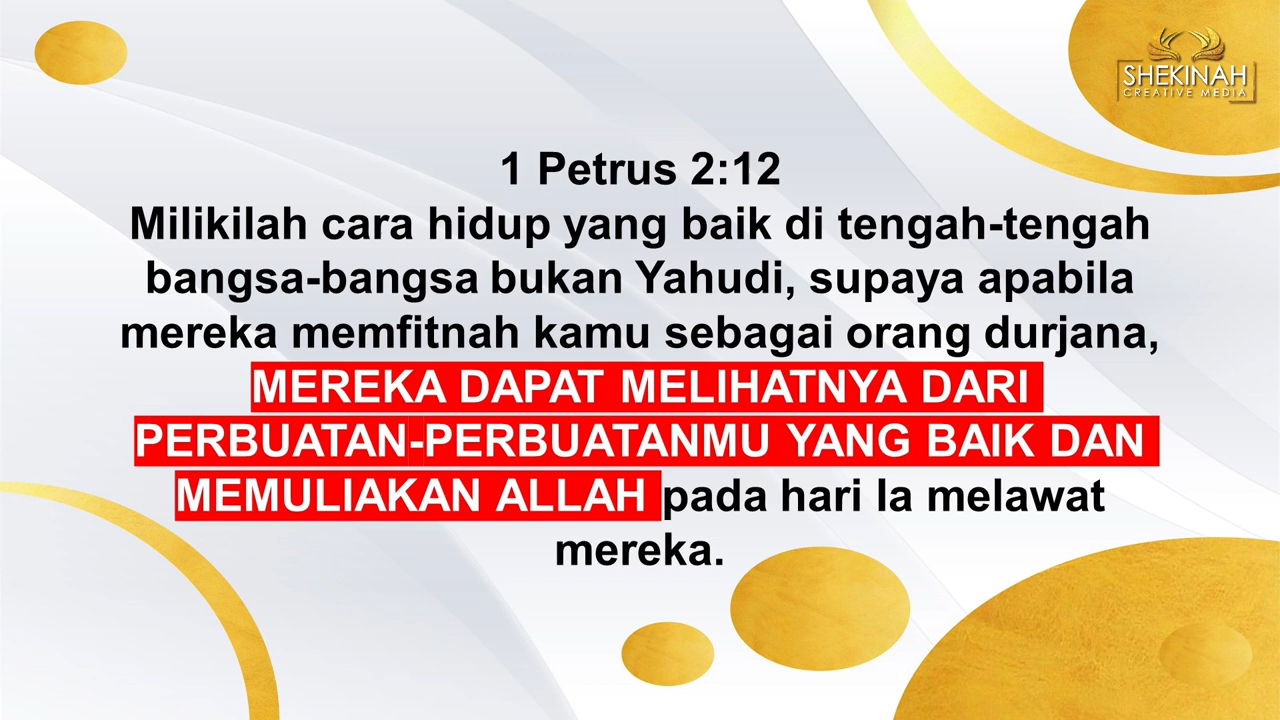 SHEKINAH
CREATIVE MEDIA
1 Petrus 2:12
Milikilah cara hidup yang baik di tengah-tengah
bangsa-bangsa bukan Yahudi, supaya apabila
mereka memfitnah kamu sebagai orang durjana,
MEREKA DAPAT MELIHATNYA DARI
PERBUATAN-PERBUATANMU YANG BAIK DAN
MEMULIAKAN ALLAH pada hari Ia melawat
mereka.